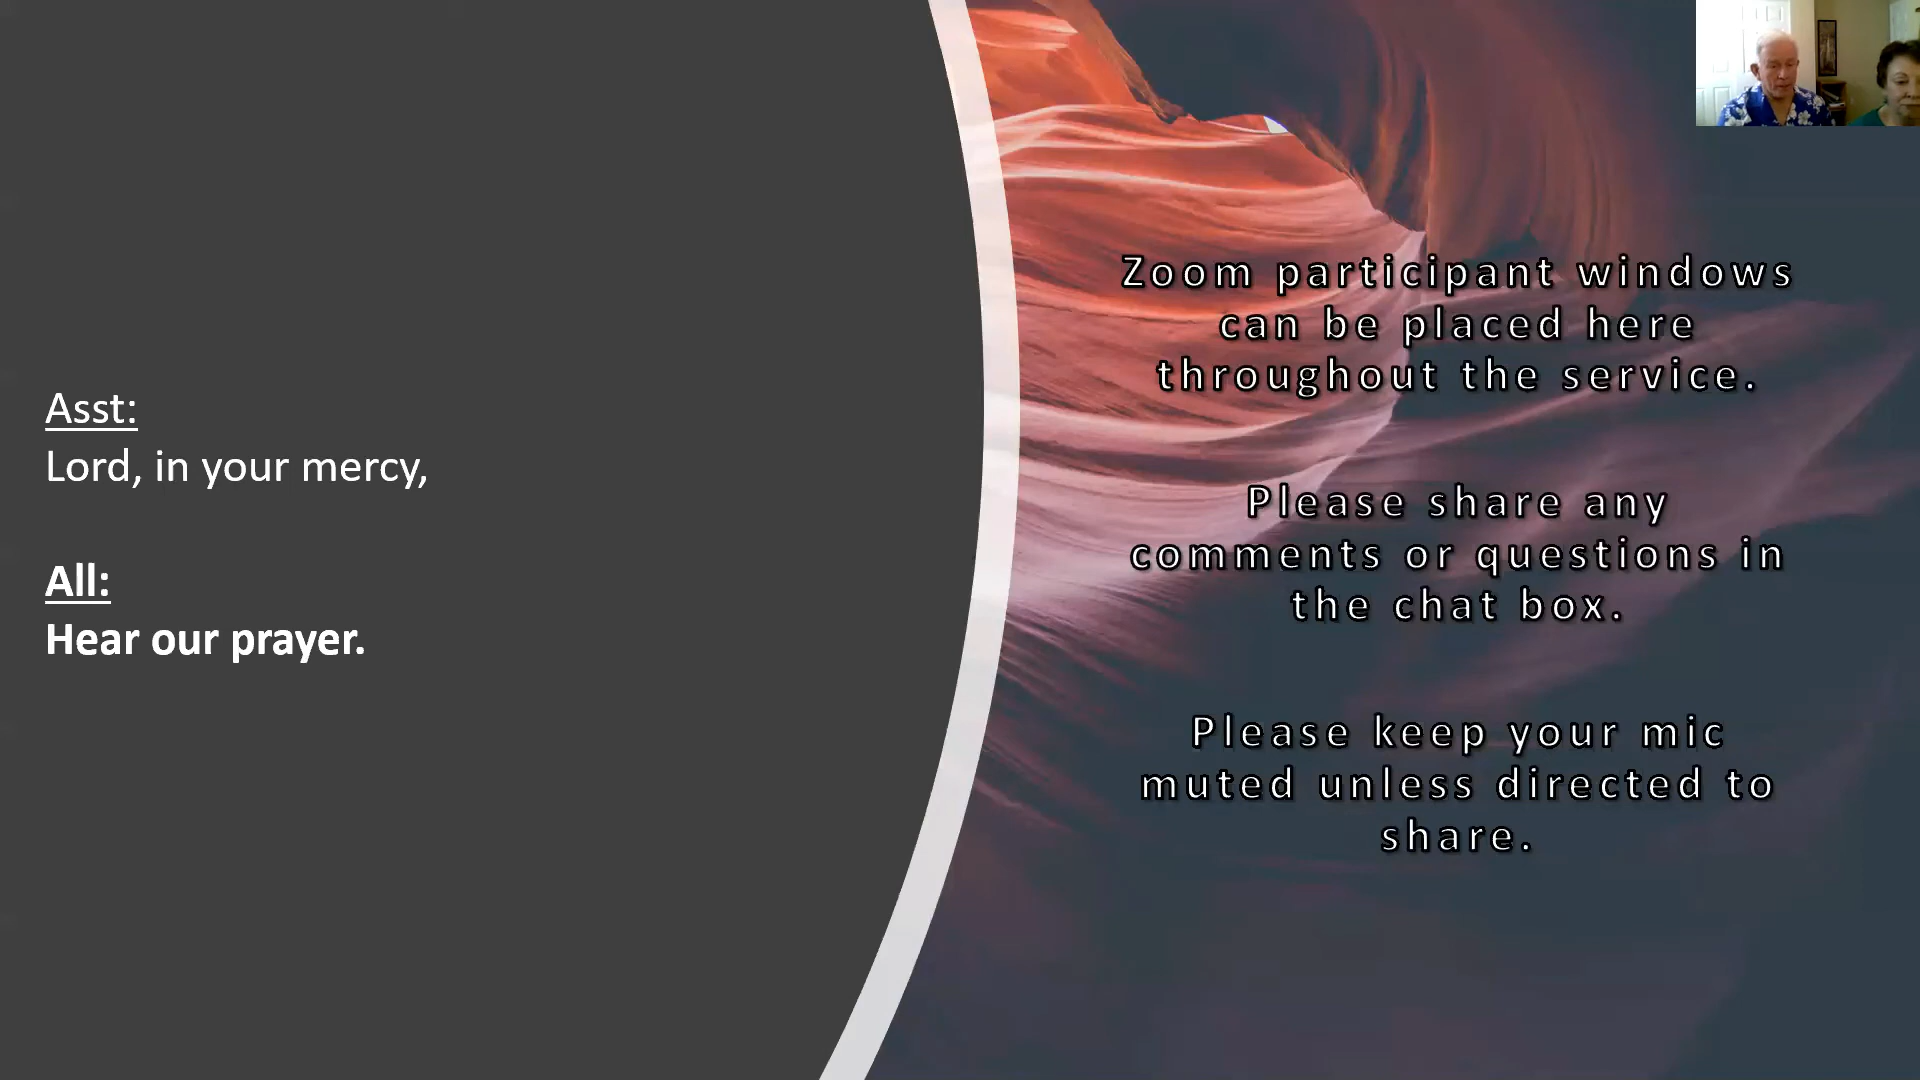 Asst:
Lord, in your mercy,
All:
Hear our prayer.
Zoom participant windows
can be placed here
throughout the service.
Please share any
comments or questions in
the chat box.
Please keep your mic
muted unless directed to
share.